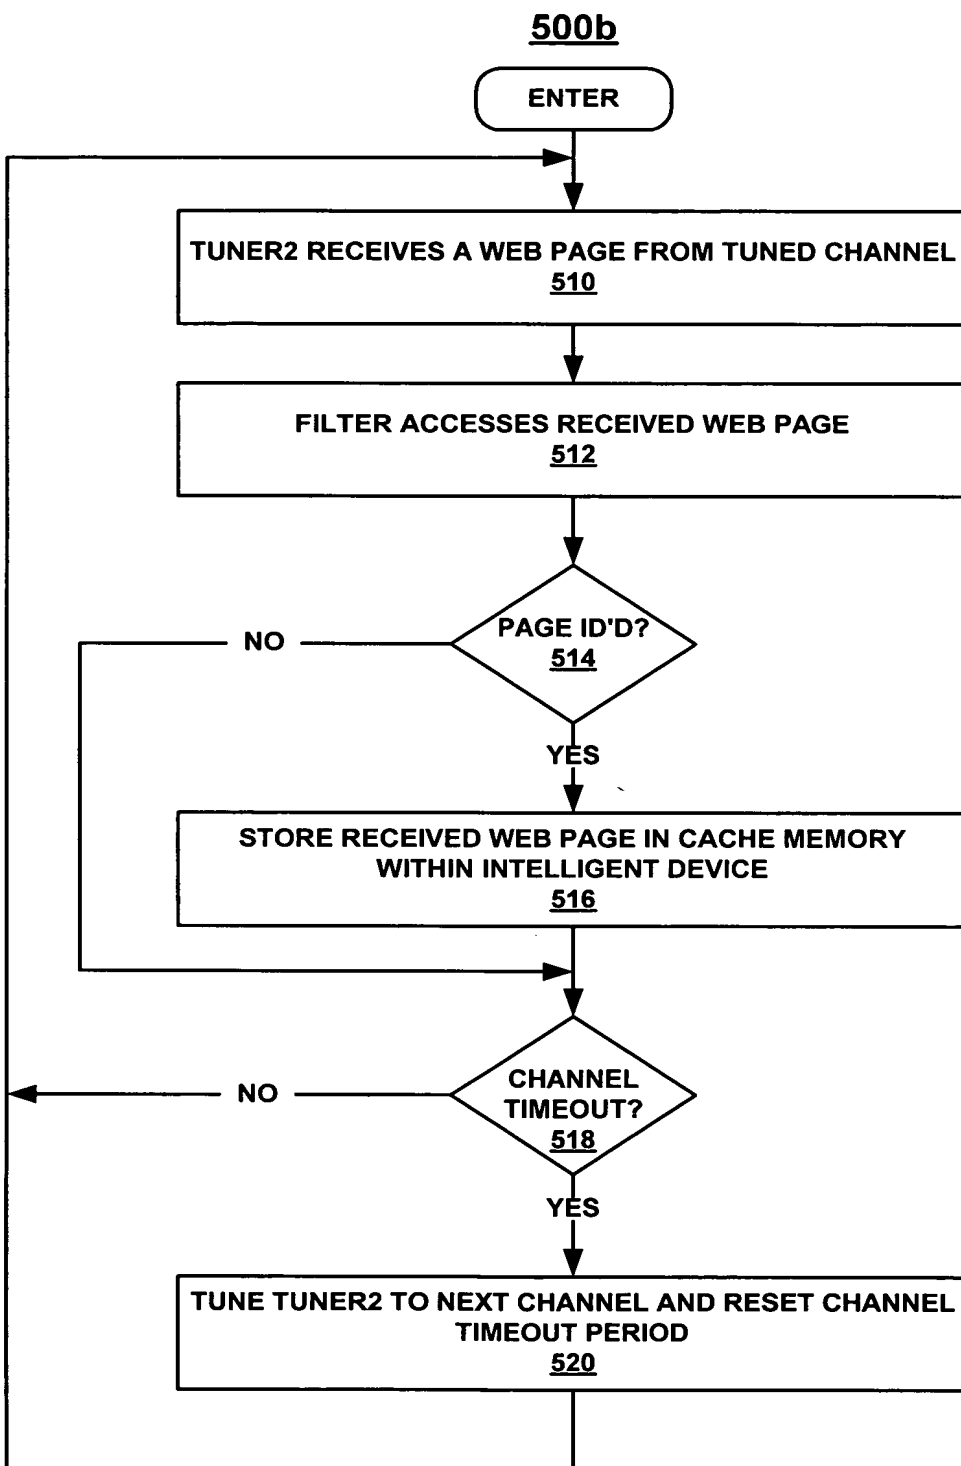 500b
ENTER
TUNER2 RECEIVES A WEB PAGE FROM TUNED CHANNEL
510
FILTER ACCESSES RECEIVED WEB PAGE
512
PAGE ID'D?
514
NO
YES
STORE RECEIVED WEB PAGE IN CACHE MEMORY
WITHIN INTELLIGENT DEVICE
516
CHANNEL
TIMEOUT?
518
NO
YES
TUNE TUNER2 TO NEXT CHANNEL AND RESET CHANNEL
TIMEOUT PERIOD
520